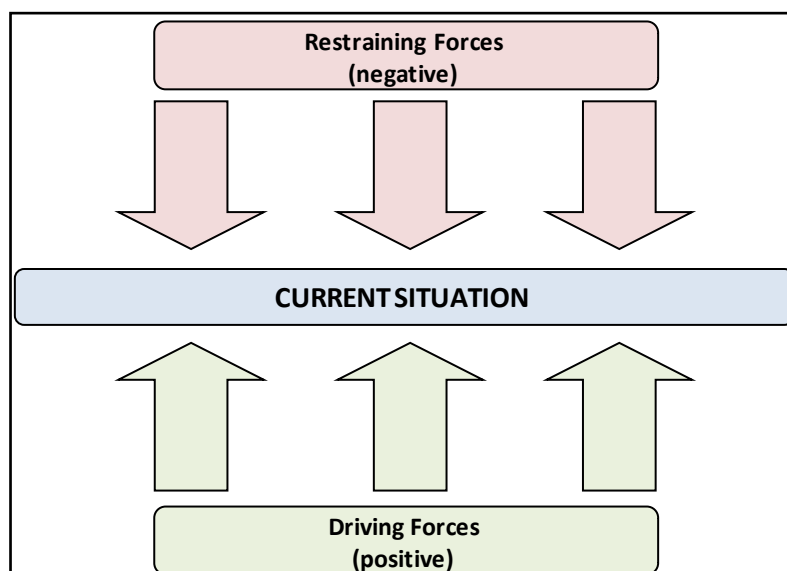 Restraining Forces
(negative)
CURRENT SITUATION
Driving Forces
(positive)